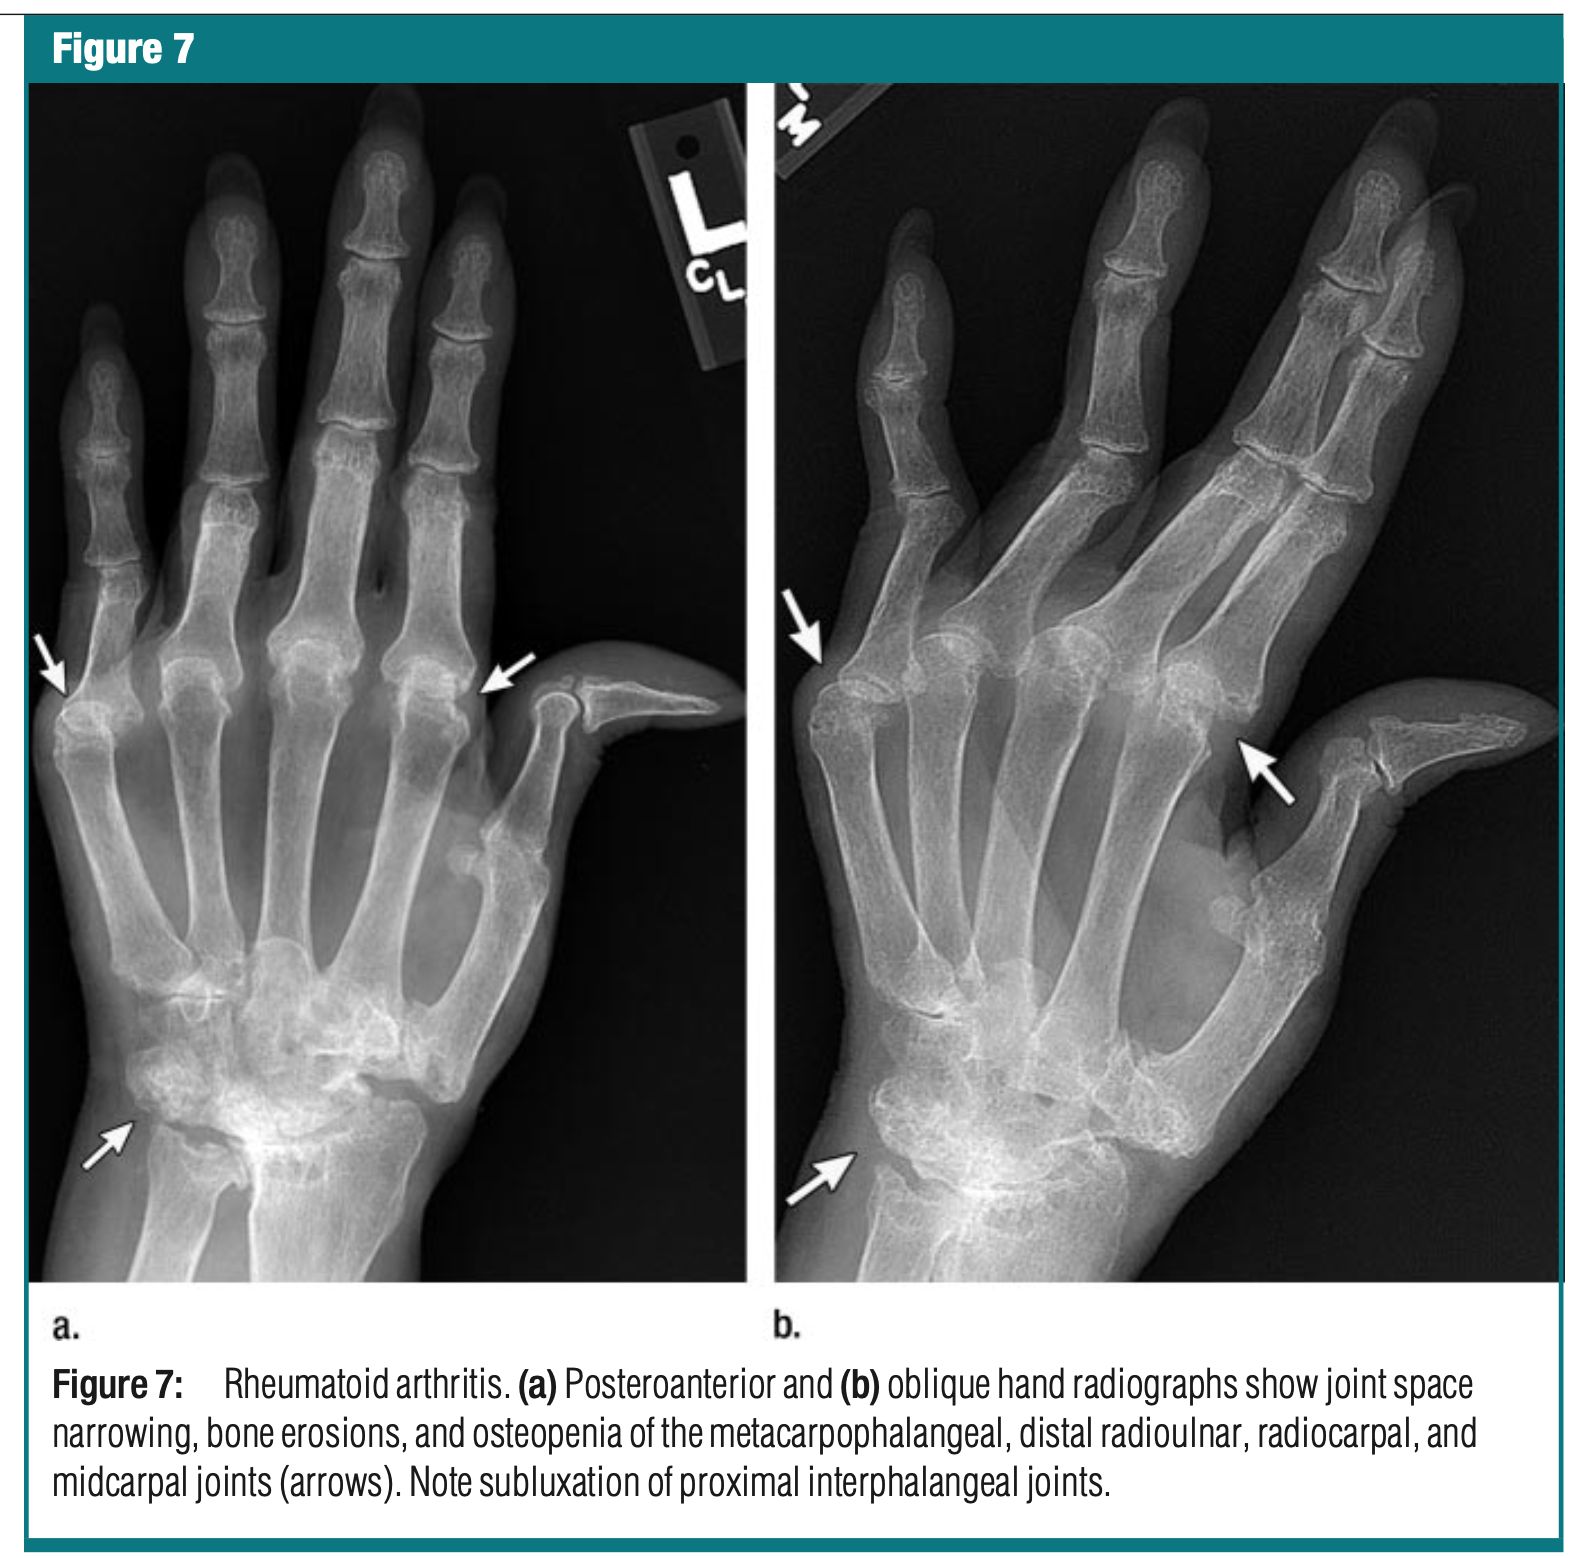 Figure 7
L
CL
M
a.
b.
Figure 7: Rheumatoid arthritis. (a) Posteroanterior and (b) oblique hand radiographs show joint space
narrowing, bone erosions, and osteopenia of the metacarpophalangeal, distal radioulnar, radiocarpal, and
midcarpal joints (arrows). Note subluxation of proximal interphalangeal joints.